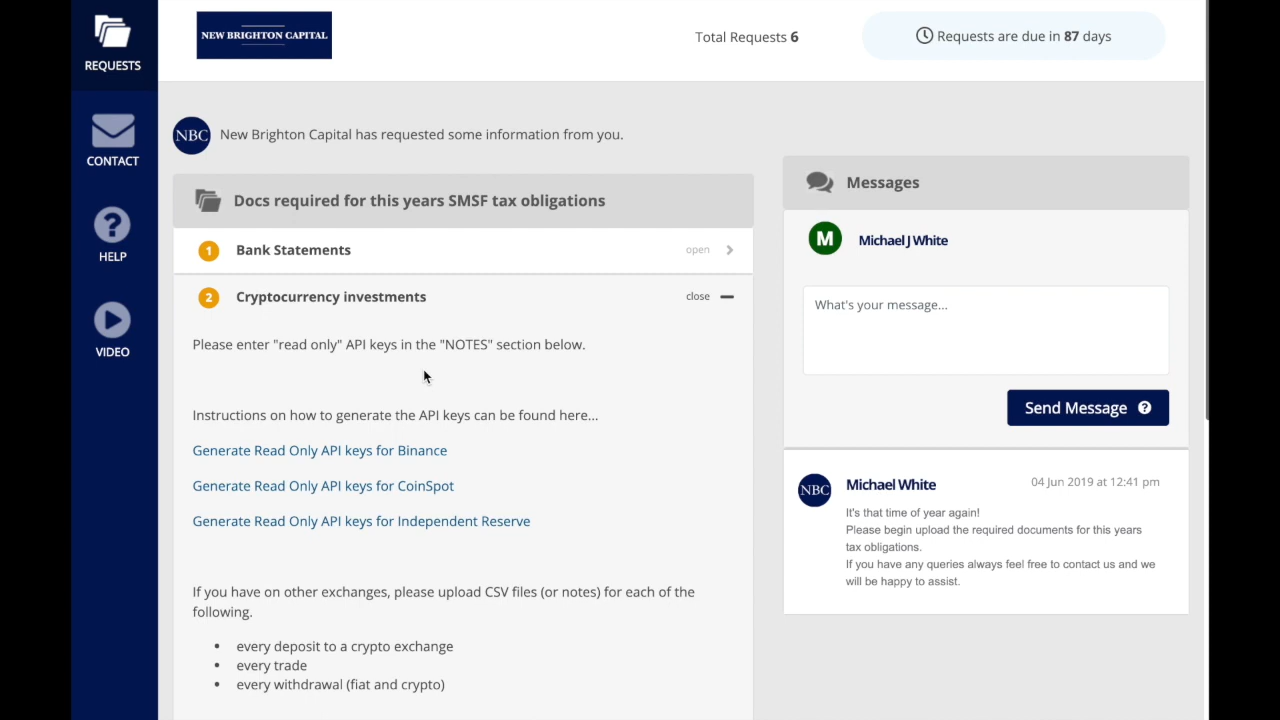 REQUESTS
CONTACT
HELP
VIDEO
NEW BRIGHTON CAPITAL
Total Requests 6
Requests are due in 87 days
NBC
New Brighton Capital has requested some information from you.
Docs required for this years SMSF tax obligations
1 Bank Statements open
2 Cryptocurrency investments close
Please enter "read only" API keys in the "NOTES" section below.
Instructions on how to generate the API keys can be found here...
Generate Read Only API keys for Binance
Generate Read Only API keys for CoinSpot
Generate Read Only API keys for Independent Reserve
If you have on other exchanges, please upload CSV files (or notes) for each of the
following.
• every deposit to a crypto exchange
• every trade
• every withdrawal (fiat and crypto)
Messages
M Michael J White
What's your message...
Send Message ?
NBC
Michael White 04 Jun 2019 at 12:41 pm
It's that time of year again!
Please begin upload the required documents for this years
tax obligations.
If you have any queries always feel free to contact us and we
will be happy to assist.